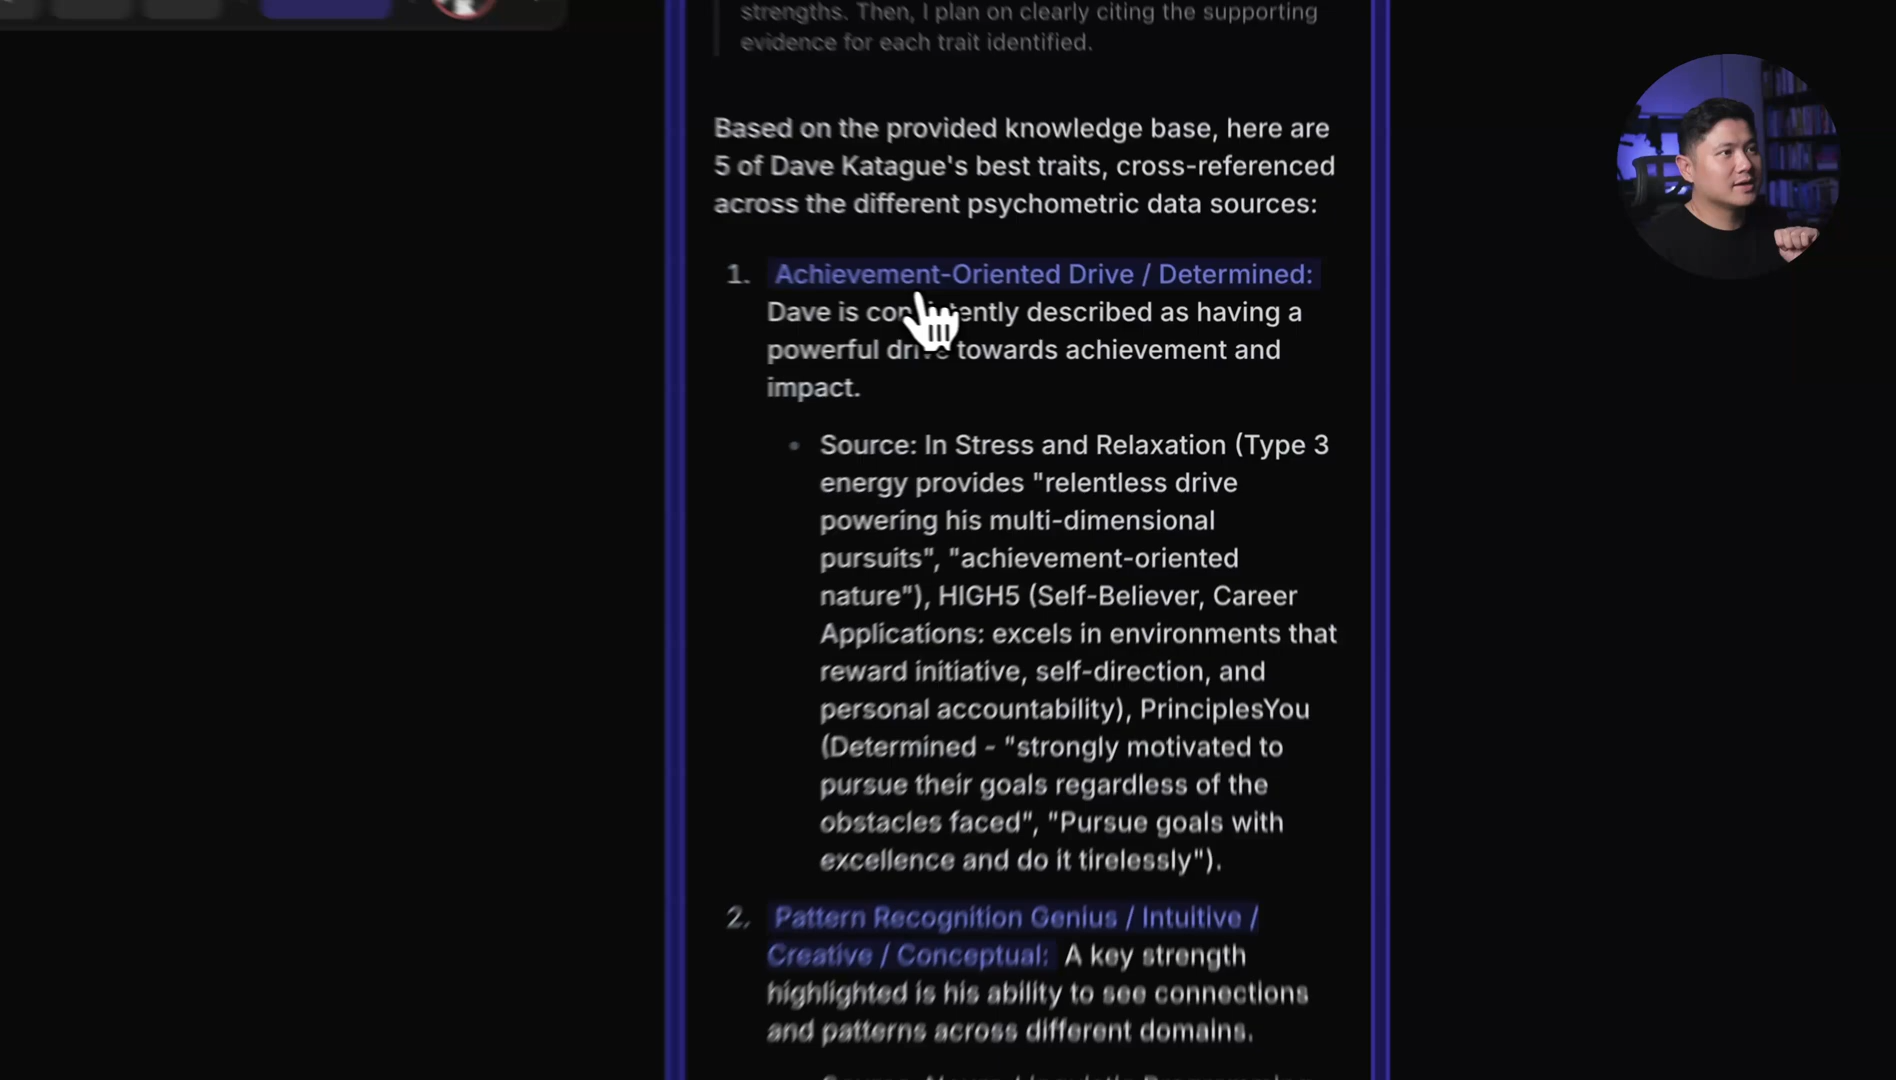 strengths. Then, I plan on clearly citing the supporting
evidence for each trait identified.
Based on the provided knowledge base, here are
5 of Dave Katague's best traits, cross-referenced
across the different psychometric data sources:
1. Achievement-Oriented Drive / Determined:
Dave is consistently described as having a
powerful drive towards achievement and
impact.
• Source: In Stress and Relaxation (Type 3
energy provides "relentless drive
powering his multi-dimensional
pursuits", "achievement-oriented
nature"), HIGH5 (Self-Believer, Career
Applications: excels in environments that
reward initiative, self-direction, and
personal accountability), PrinciplesYou
(Determined - "strongly motivated to
pursue their goals regardless of the
obstacles faced", "Pursue goals with
excellence and do it tirelessly").
2. Pattern Recognition Genius / Intuitive /
Creative / Conceptual: A key strength
highlighted is his ability to see connections
and patterns across different domains.